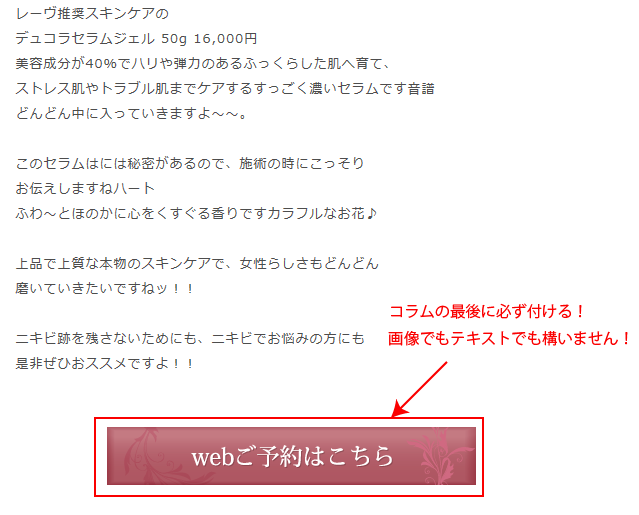 レーヴ推奨スキンケアの
デュコラセラムジェル 50g 16,000円
美容成分が40%でハリや弾力のあるふっくらした肌へ育て、
ストレス肌やトラブル肌までケアするすっごく濃いセラムです音譜
どんどん中に入っていきますよ～～。
このセラムはには秘密があるので、施術の時にこっそり
お伝えしますねハート
ふわ～とほのかに心をくすぐる香りですカラフルなお花♪
上品で上質な本物のスキンケアで、女性らしさもどんどん
磨いていきたいですねッ！！
コラムの最後に必ず付ける！
画像でもテキストでも構いません！
ニキビ跡を残さないためにも、ニキビでお悩みの方にも
是非ぜひおススメですよ！！
webご予約はこちら